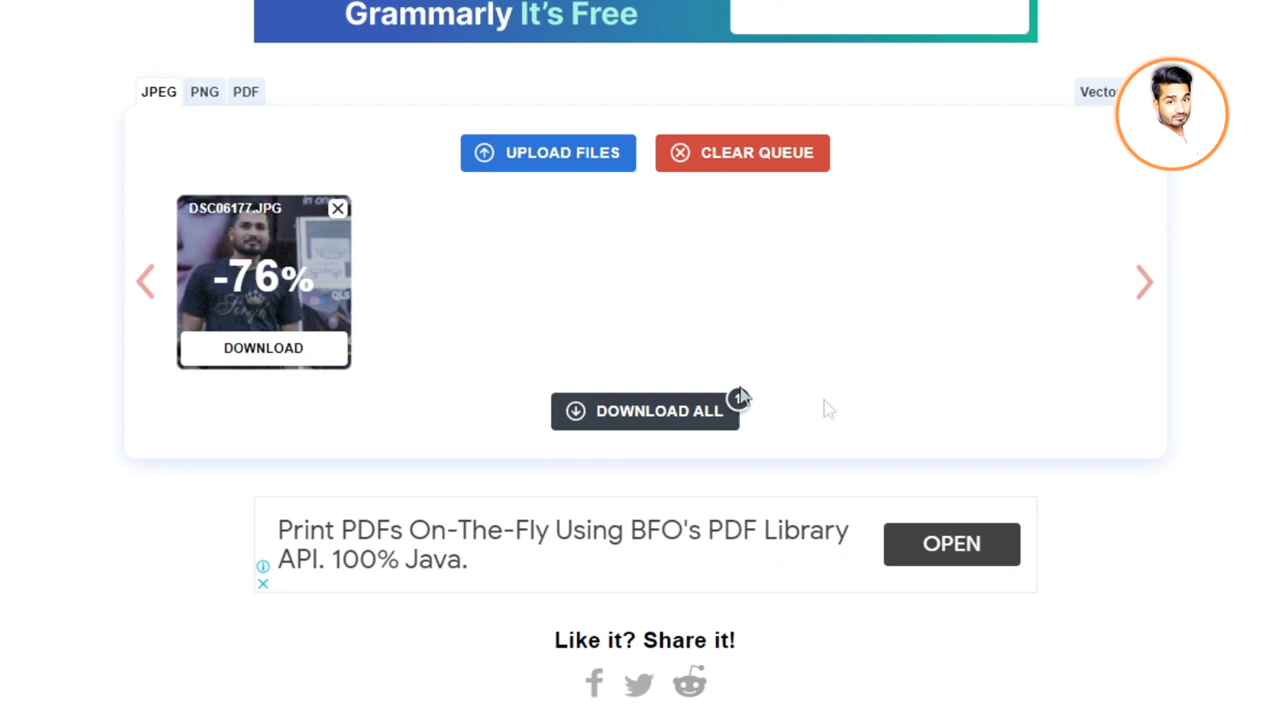 Grammarly It's Free
JPEG PNG PDF
UPLOAD FILES
CLEAR QUEUE
DSC06177.JPG
-76%
DOWNLOAD
DOWNLOAD ALL
1
Print PDFs On-The-Fly Using BFO's PDF Library
API. 100% Java.
OPEN
Like it? Share it!